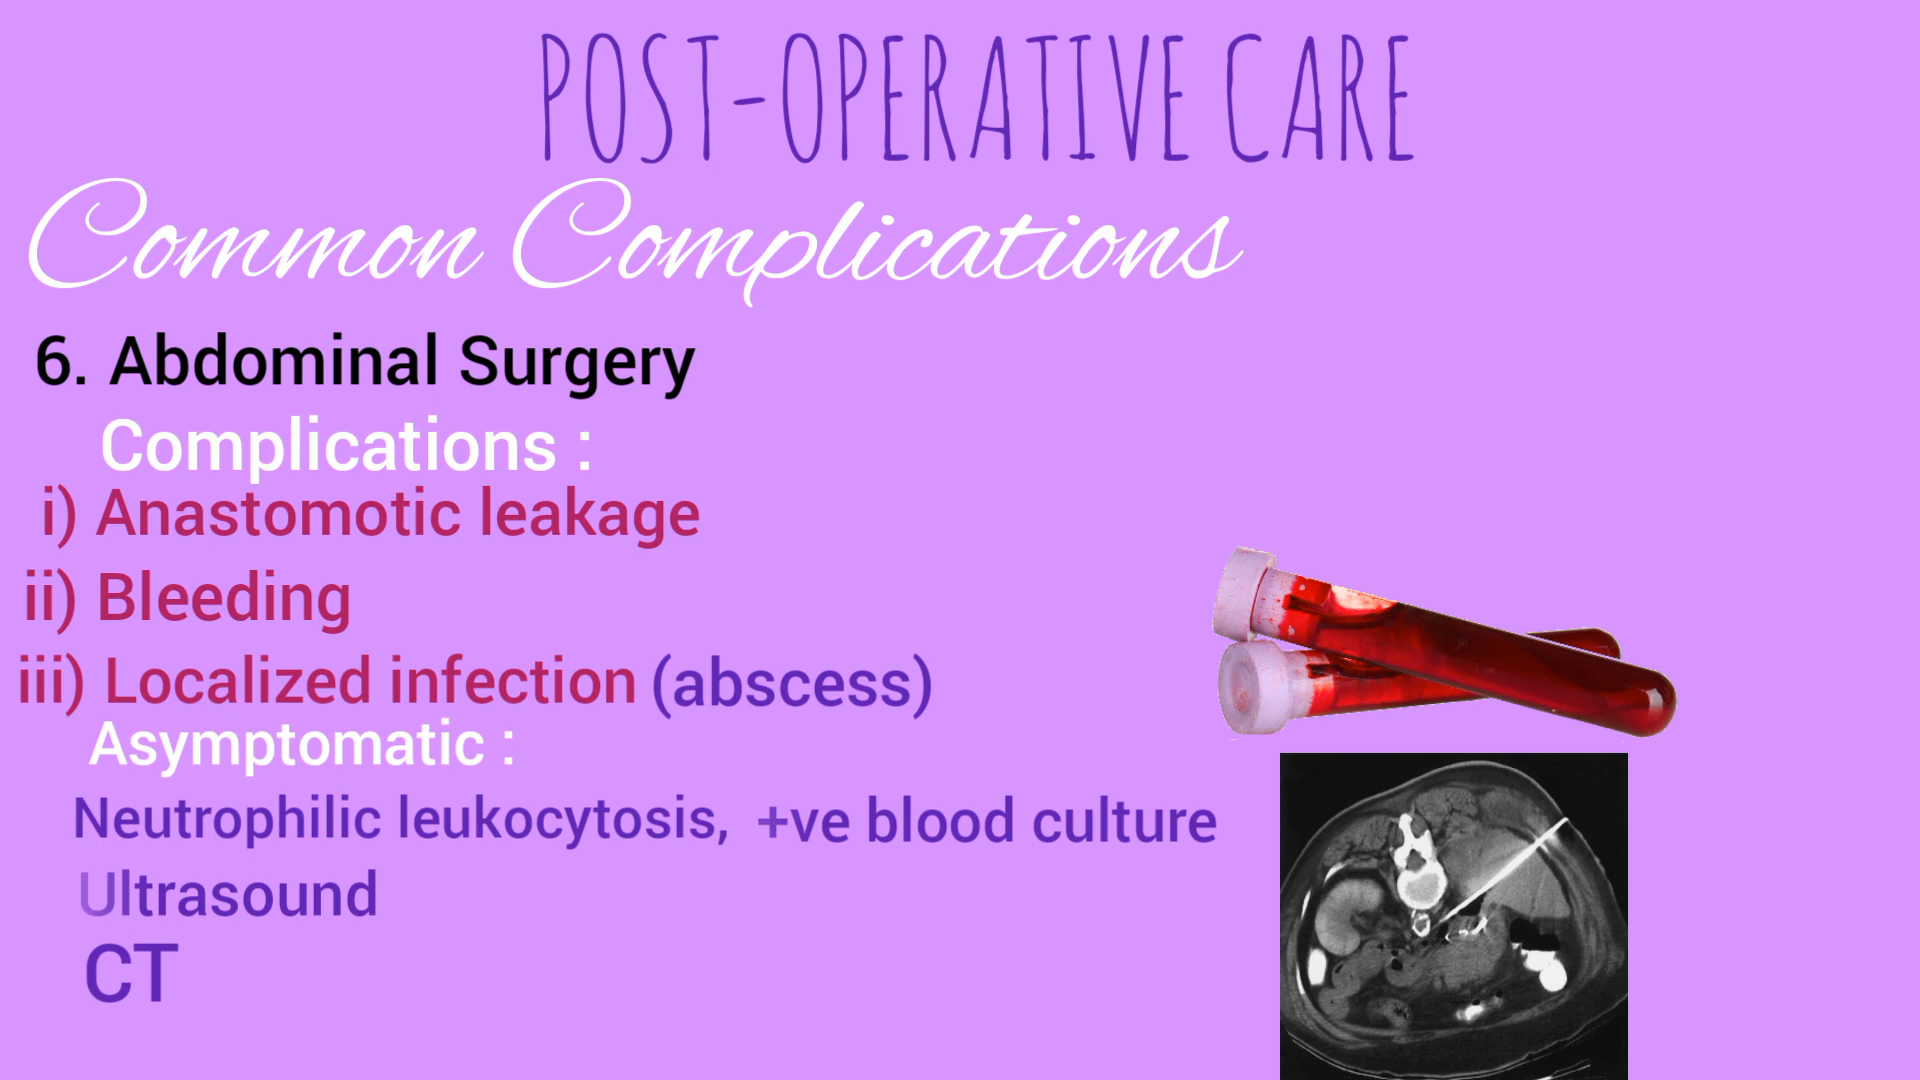 POST-OPERATIVE CARE
Common Complications
6. Abdominal Surgery
Complications :
i) Anastomotic leakage
ii) Bleeding
iii) Localized infection (abscess)
Asymptomatic :
Neutrophilic leukocytosis, +ve blood culture
Ultrasound
CT